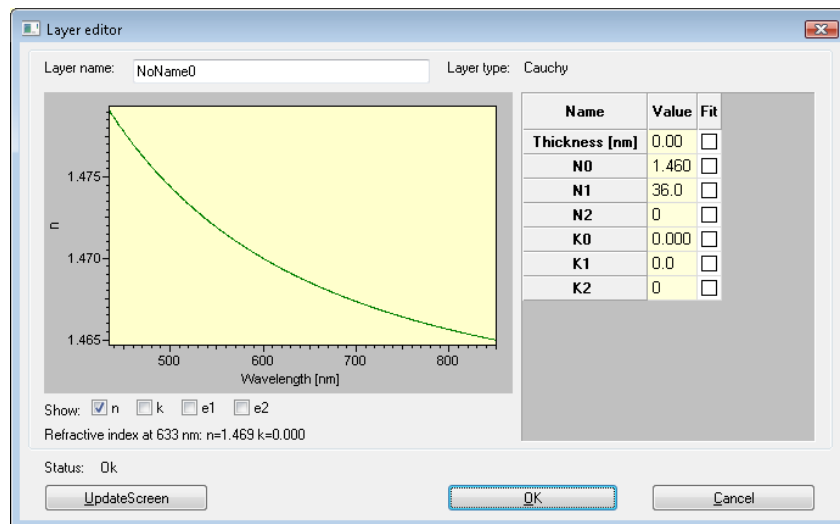 Layer editor
Layer name: NoName0 Layer type: Cauchy
Name Value Fit
Thickness [nm] 0.00
N0 1.460
N1 36.0
N2 0
K0 0.000
K1 0.0
K2 0
1.475
1.470
1.465
n
500 600 700 800
Wavelength [nm]
Show: n k e1 e2
Refractive index at 633 nm: n=1.469 k=0.000
Status: Ok
UpdateScreen OK Cancel